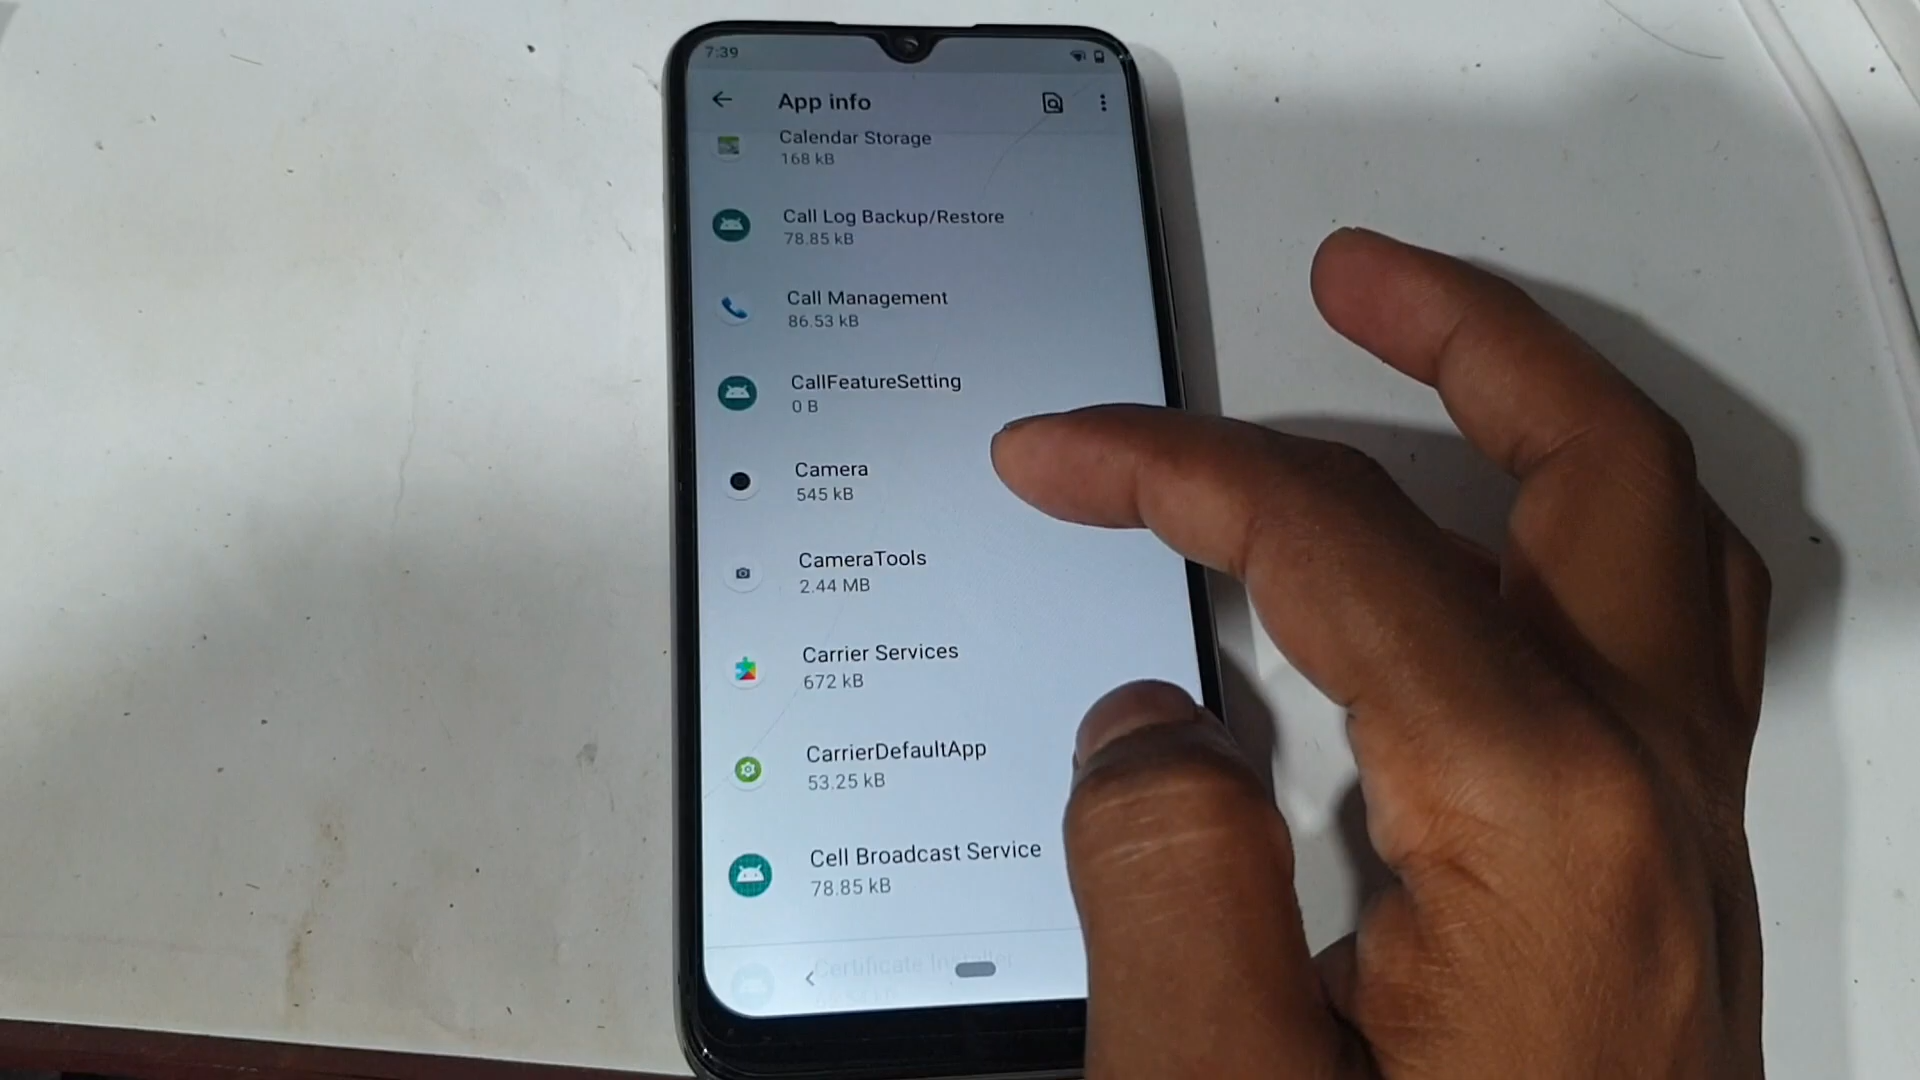 7:39
App info
Calendar Storage
168 kB
Call Log Backup/Restore
78.85 kB
Call Management
86.53 kB
CallFeatureSetting
0 B
Camera
545 kB
CameraTools
2.44 MB
Carrier Services
672 kB
CarrierDefaultApp
53.25 kB
Cell Broadcast Service
78.85 kB
Certificate Installer